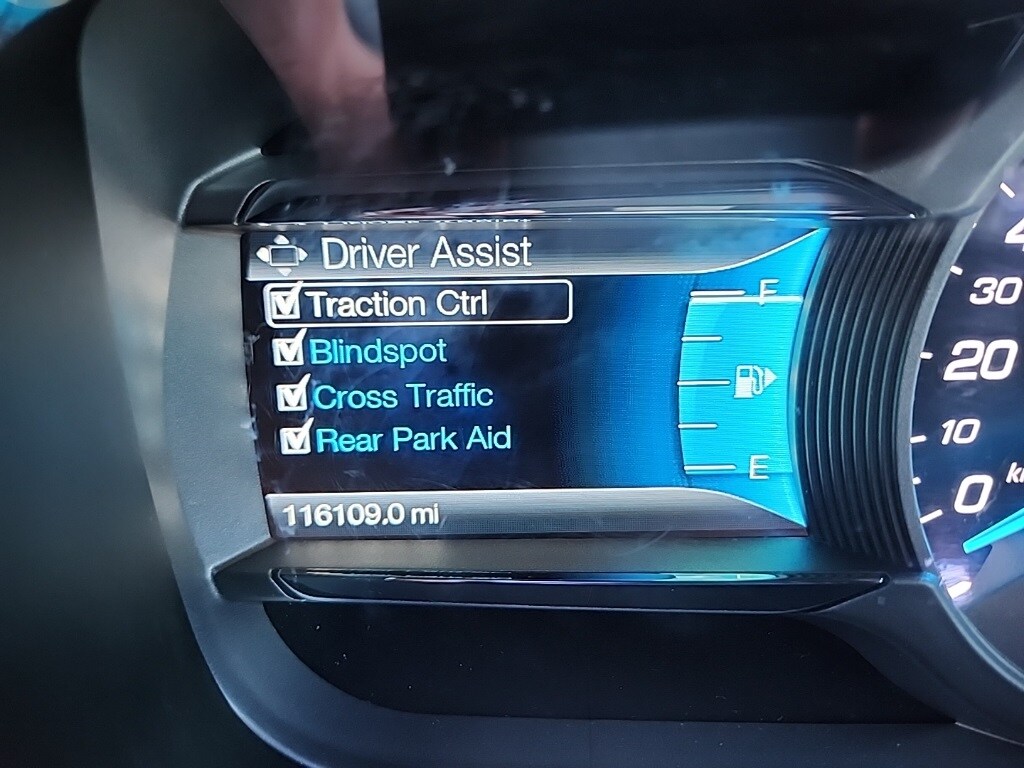 Driver Assist
Traction Ctrl
Blindspot
Cross Traffic
Rear Park Aid
116109.0 mi
F
E
30
20
10
0